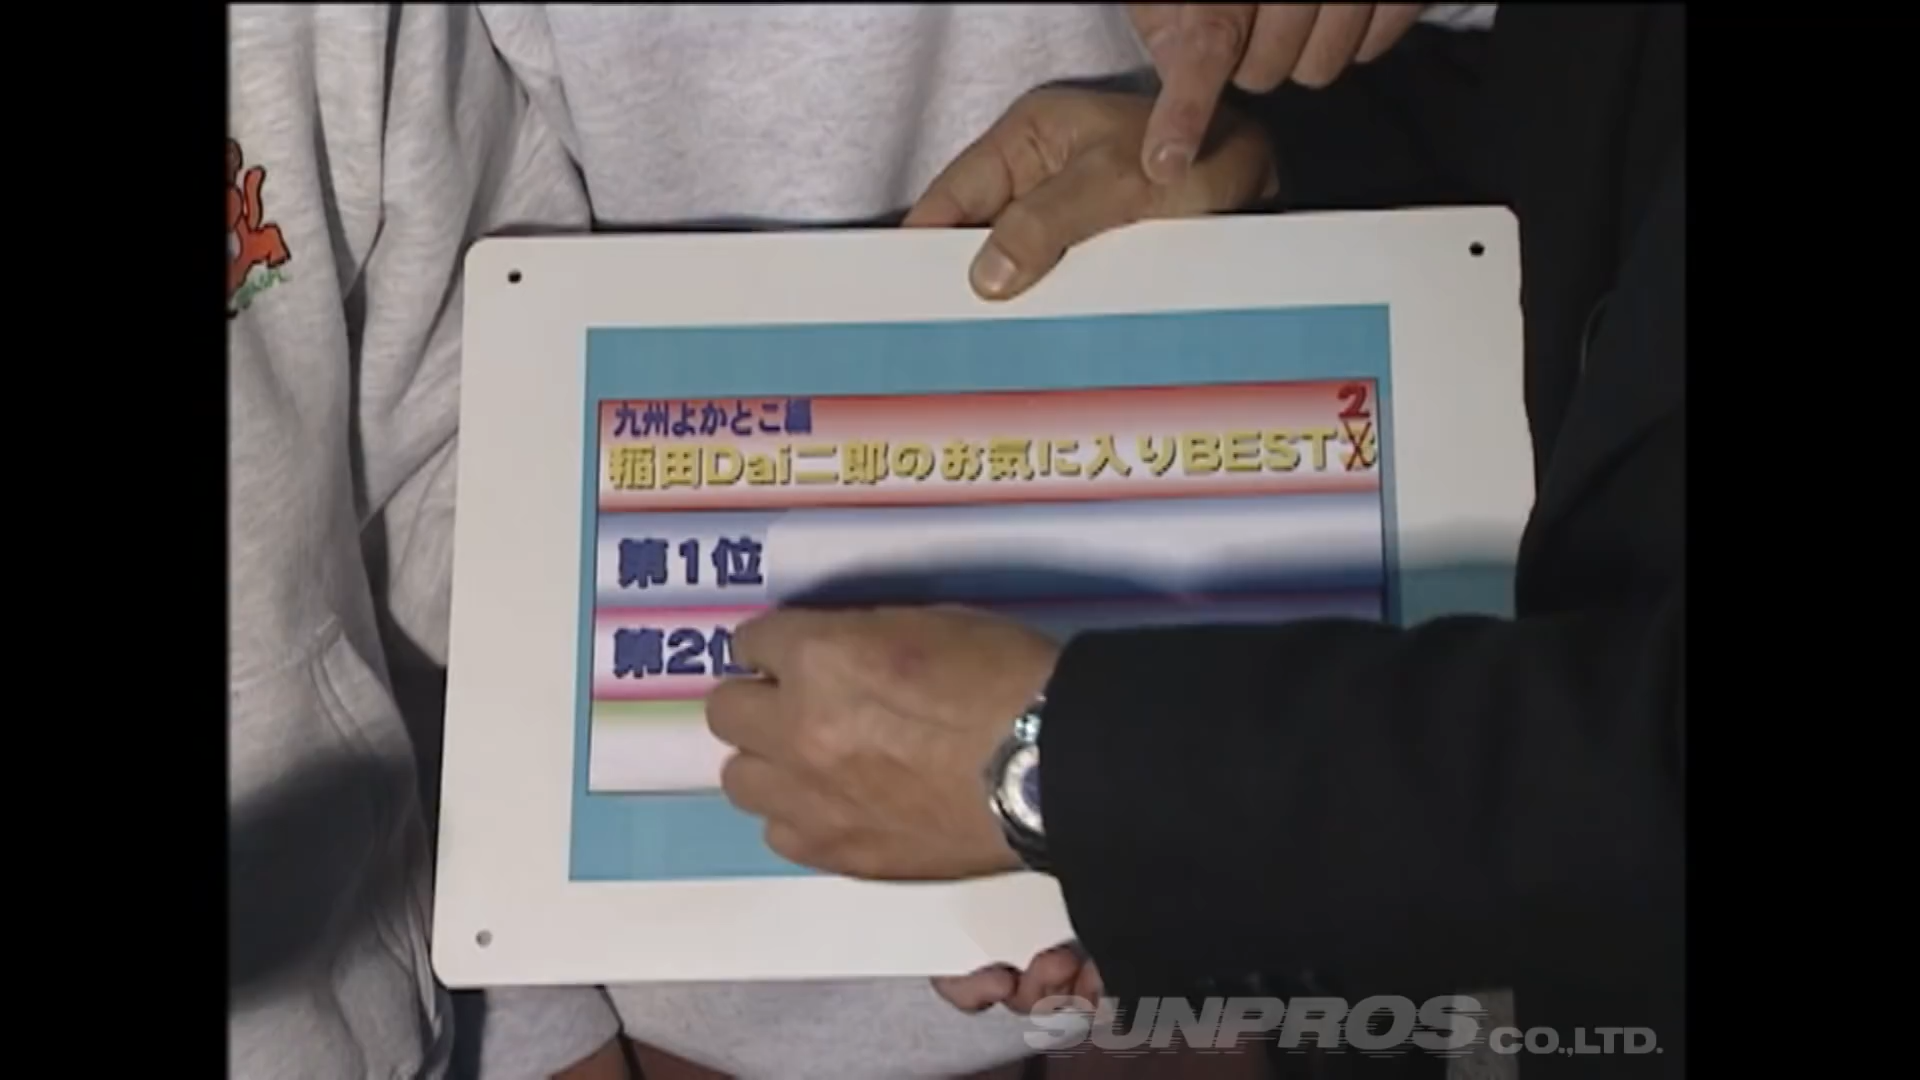 九州よかとこ編
2
稲田Dai二郎のお気に入りBEST3
第1位
第2位
SUNPROS CO.,LTD.